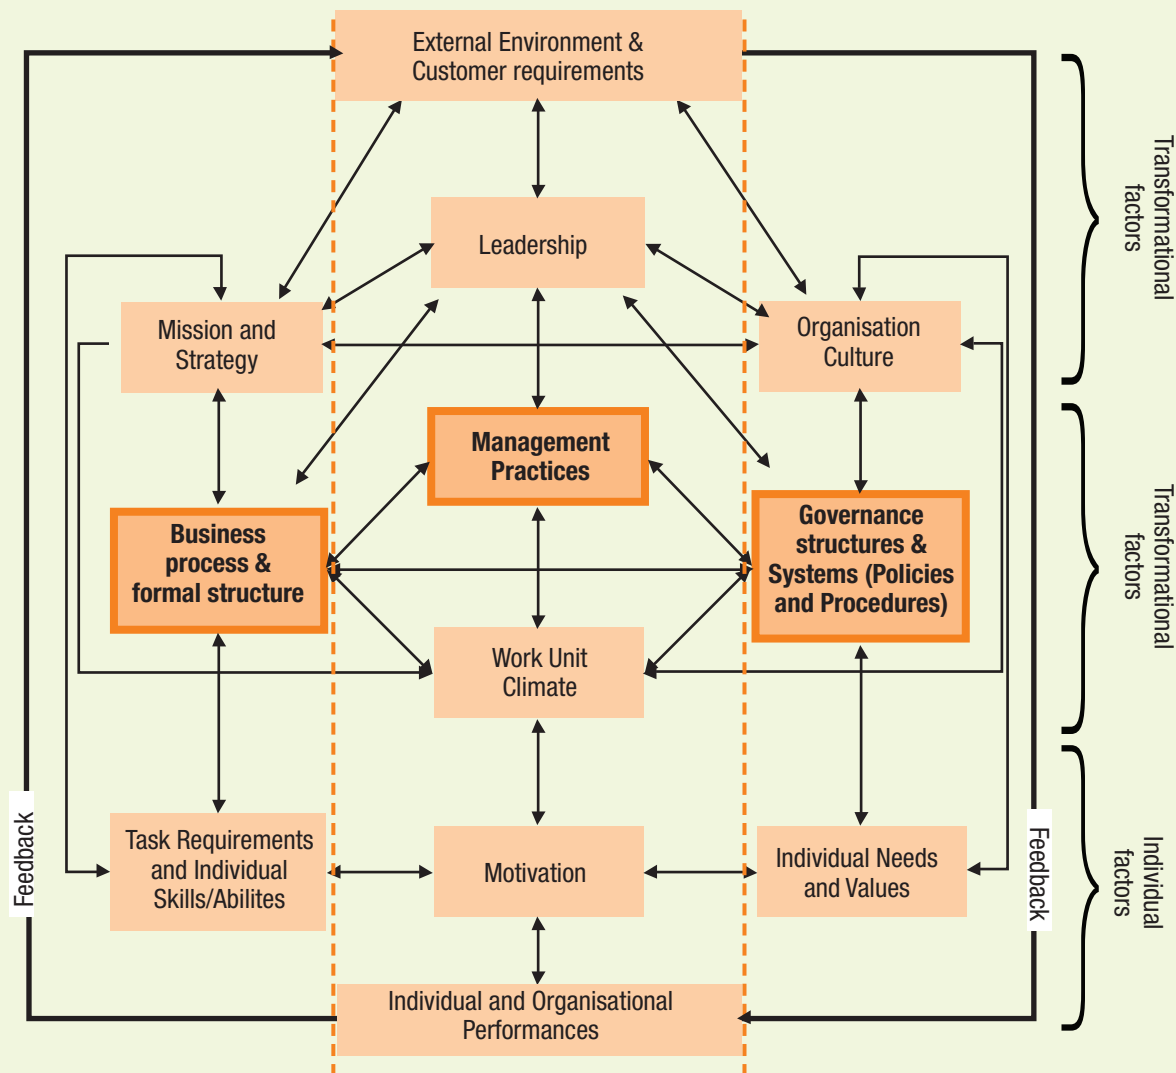 External Environment &
Customer requirements
Leadership
Mission and
Strategy
Organisation
Culture
Management
Practices
Business
process &
formal structure
Governance
structures &
Systems (Policies
and Procedures)
Work Unit
Climate
Task Requirements
and Individual
Skills/Abilites
Motivation
Individual Needs
and Values
Individual and Organisational
Performances
Feedback
Feedback
Transformational
factors
Transformational
factors
Individual
factors